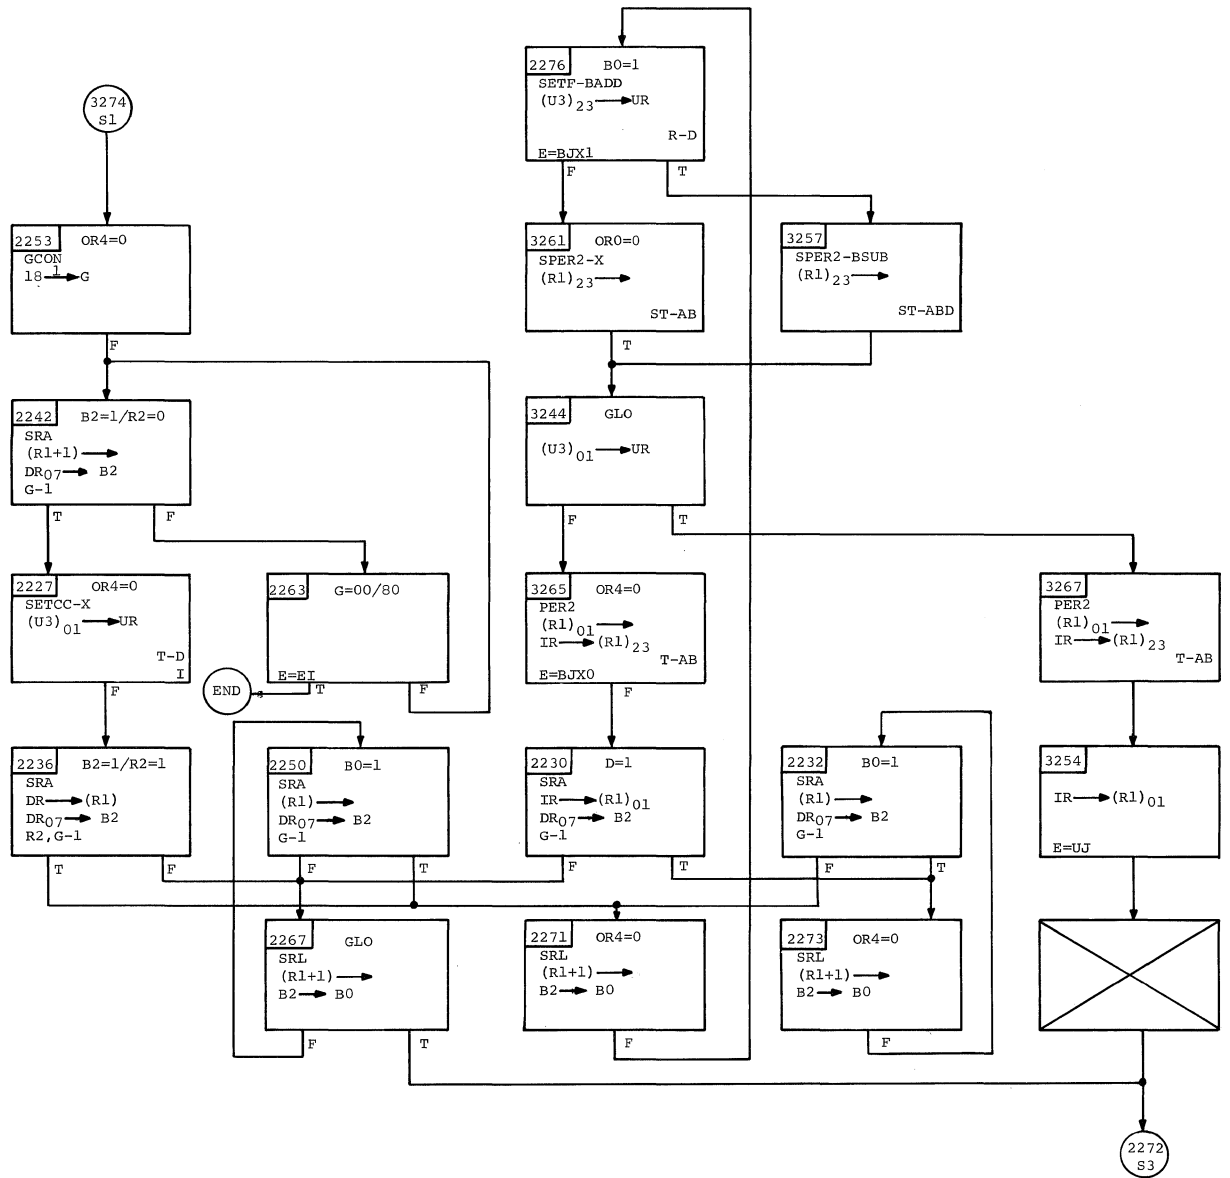 3274
S1
2276 B0=1
SETF-BADD
(U3)23 → UR
R-D
E=BJX1
F T
2253 OR4=0
GCON
18 1→ G
F
3261 OR0=0
SPER2-X
(R1)23 →
ST-AB
T
3257
SPER2-BSUB
(R1)23 →
ST-ABD
2242 B2=1/R2=0
SRA
(R1+1) →
DR07 → B2
G-1
T F
3244 GLO
(U3)01 → UR
F T
2227 OR4=0
SETCC-X
(U3)01 → UR
T-D
I
F
2263 G=00/80
E=EI
T F
END
3265 OR4=0
PER2
(R1)01 →
IR → (R1)23
T-AB
E=BJX0
F
3267
PER2
(R1)01 →
IR → (R1)23
T-AB
2236 B2=1/R2=1
SRA
DR → (R1)
DR07 → B2
R2,G-1
T F
2250 B0=1
SRA
(R1) →
DR07 → B2
G-1
F T
2230 D=1
SRA
IR → (R1)01
DR07 → B2
G-1
F T
2232 B0=1
SRA
(R1) →
DR07 → B2
G-1
F T
3254
IR → (R1)01
E=UJ
2267 GLO
SRL
(R1+1) →
B2 → B0
F T
2271 OR4=0
SRL
(R1+1) →
B2 → B0
F
2273 OR4=0
SRL
(R1+1) →
B2 → B0
F
2272
S3